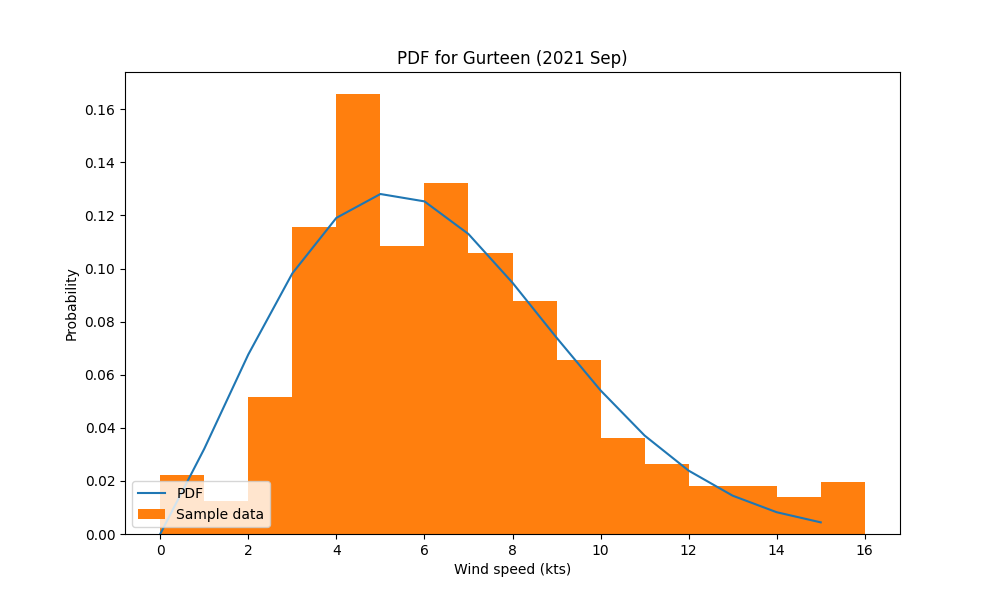 PDF for Gurteen (2021 Sep)
0.16
0.14
0.12
0.10
0.08
0.06
0.04
0.02
0.00
Probability
PDF
Sample data
0 2 4 6 8 10 12 14 16
Wind speed (kts)